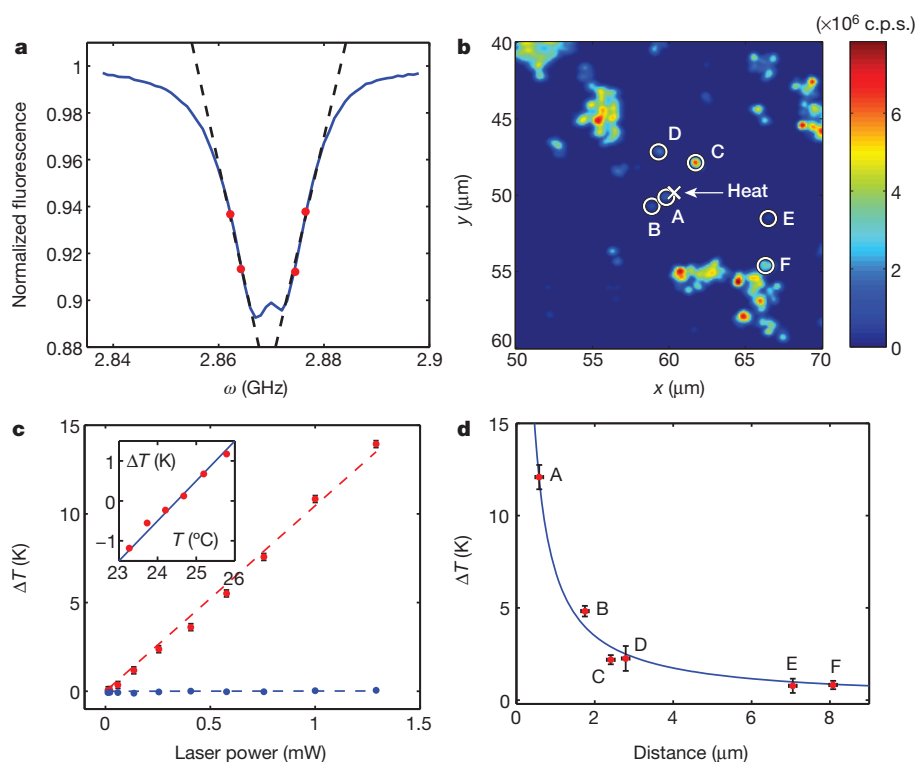 a
1
0.98
0.96
0.94
0.92
0.9
0.88
Normalized fluorescence
2.84
2.86
2.88
2.9
ω (GHz)
b
(×10⁶ c.p.s.)
40
45
50
55
60
y (μm)
D
C
Heat
A
B
E
F
50
55
60
65
70
x (μm)
6
4
2
0
c
15
10
5
0
ΔT (K)
ΔT (K)
1
0
−1
T (°C)
23
24
25
26
0
0.5
1.0
1.5
Laser power (mW)
d
15
10
5
0
ΔT (K)
A
B
C
D
E
F
0
2
4
6
8
Distance (μm)